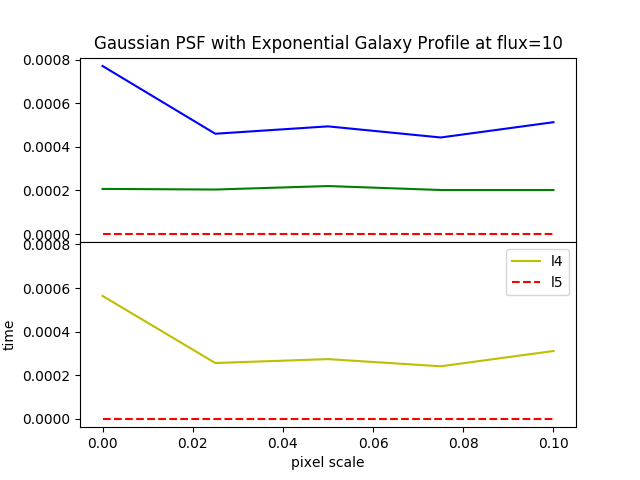 Gaussian PSF with Exponential Galaxy Profile at flux=10
0.0008
0.0006
0.0004
0.0002
0.0000
0.0008
0.0006
0.0004
0.0002
0.0000
time
l4
l5
0.00 0.02 0.04 0.06 0.08 0.10
pixel scale